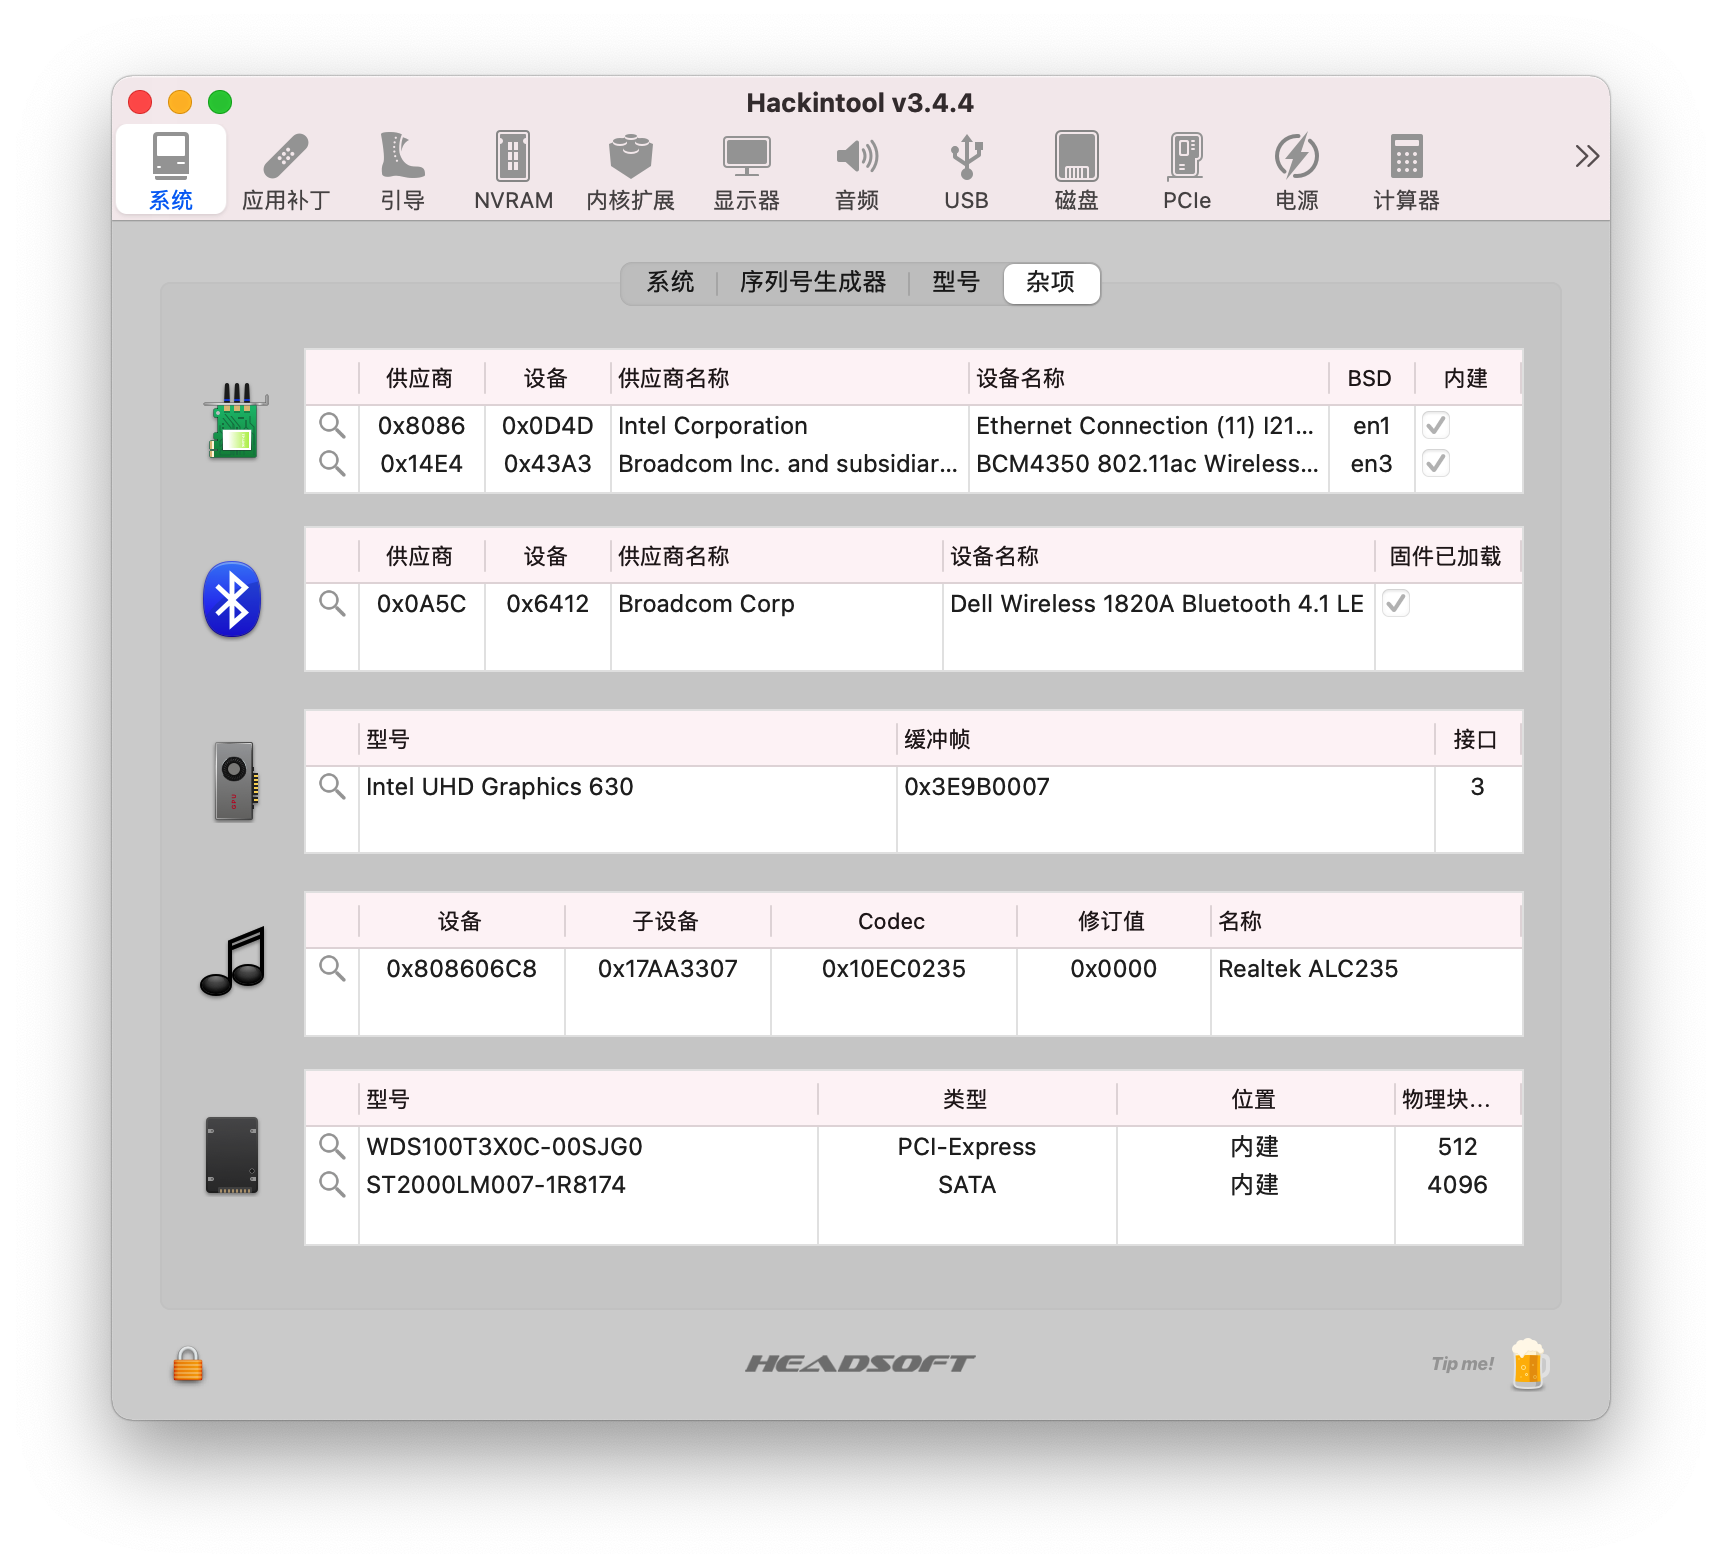 Hackintool v3.4.4
系统 应用补丁 引导 NVRAM 内核扩展 显示器 音频 USB 磁盘 PCIe 电源 计算器
系统 序列号生成器 型号 杂项
供应商 设备 供应商名称 设备名称 BSD 内建
0x8086 0x0D4D Intel Corporation Ethernet Connection (11) I21... en1
0x14E4 0x43A3 Broadcom Inc. and subsidiar... BCM4350 802.11ac Wireless... en3
供应商 设备 供应商名称 设备名称 固件已加载
0x0A5C 0x6412 Broadcom Corp Dell Wireless 1820A Bluetooth 4.1 LE
型号 缓冲帧 接口
Intel UHD Graphics 630 0x3E9B0007 3
设备 子设备 Codec 修订值 名称
0x808606C8 0x17AA3307 0x10EC0235 0x0000 Realtek ALC235
型号 类型 位置 物理块...
WDS100T3X0C-00SJG0 PCI-Express 内建 512
ST2000LM007-1R8174 SATA 内建 4096
HEADSOFT Tip me!